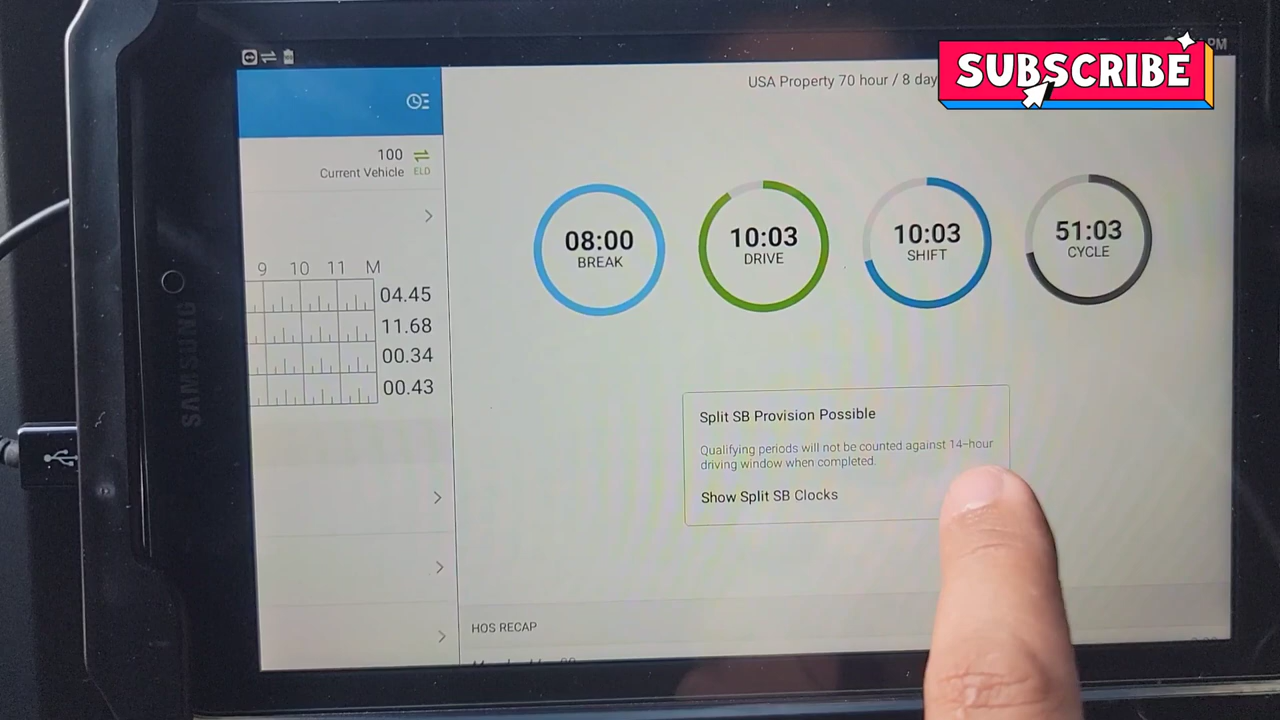 PM
SUBSCRIBE
USA Property 70 hour / 8 day
100
Current Vehicle
ELD
08:00
BREAK
10:03
DRIVE
10:03
SHIFT
51:03
CYCLE
9 10 11 M
04.45
11.68
00.34
00.43
SAMSUNG
Split SB Provision Possible
Qualifying periods will not be counted against 14-hour
driving window when completed.
Show Split SB Clocks
HOS RECAP